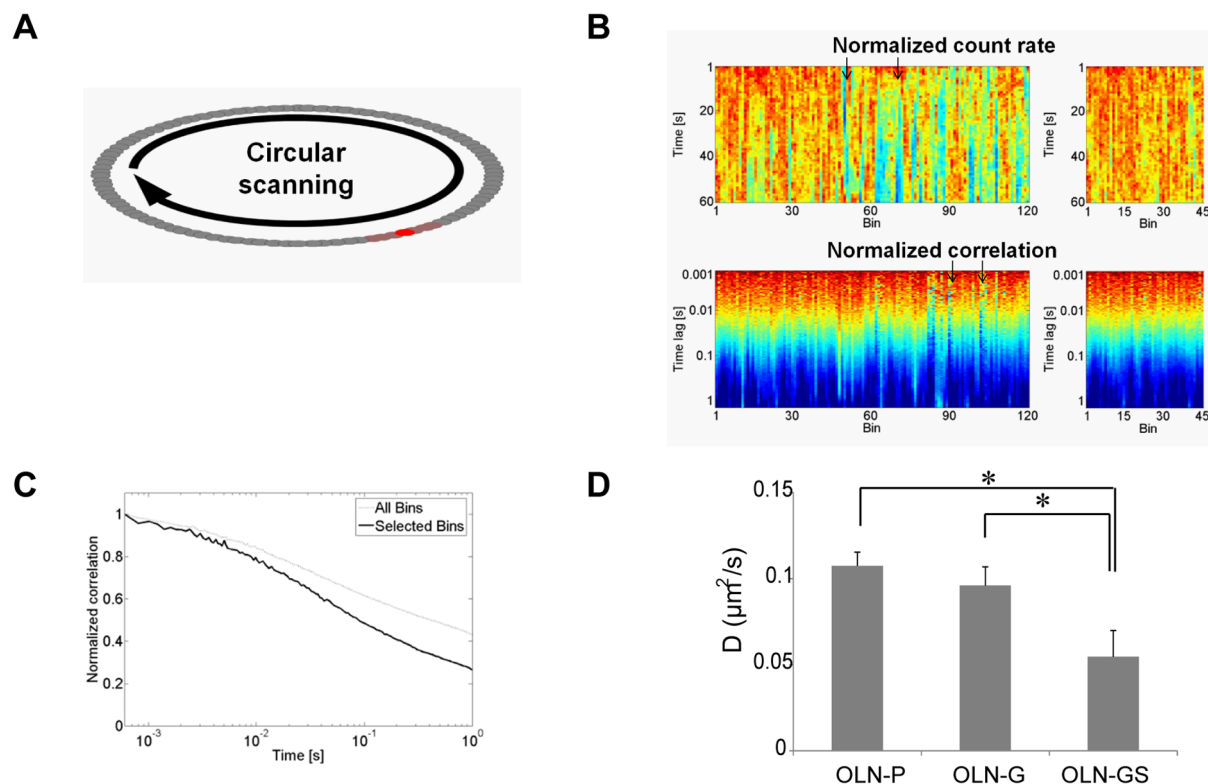 A
Circular
scanning
B
Normalized count rate
Time [s]
1
20
40
60
1 30 60 90 120
Bin
Time [s]
1
20
40
60
1 15 30 45
Bin
Normalized correlation
Time lag [s]
0.001
0.01
0.1
1
1 30 60 90 120
Bin
Time lag [s]
0.001
0.01
0.1
1
1 15 30 45
Bin
C
Normalized correlation
1
0.8
0.6
0.4
0.2
0
All Bins
Selected Bins
10⁻³ 10⁻² 10⁻¹ 10⁰
Time [s]
D
D (µm²/s)
0.15
0.1
0.05
0
*
*
OLN-P OLN-G OLN-GS